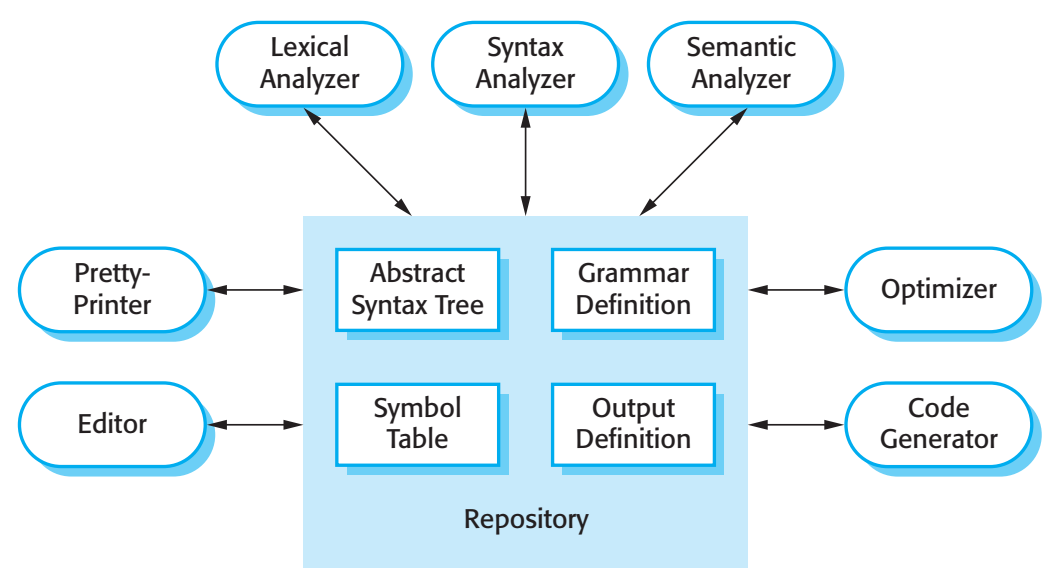 Lexical
Analyzer
Syntax
Analyzer
Semantic
Analyzer
Pretty-
Printer
Abstract
Syntax Tree
Grammar
Definition
Optimizer
Editor
Symbol
Table
Output
Definition
Code
Generator
Repository